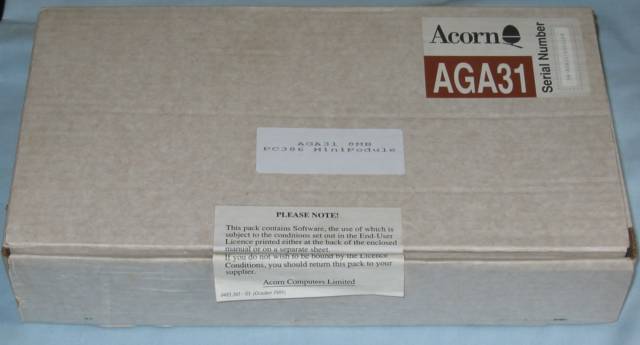 Acorn
AGA31
Serial Number
AGA31 8MB
PC386 MiniPodule
PLEASE NOTE!
This pack contains Software, the use of which is
subject to the conditions set out in the End-User
Licence printed either at the back of the enclosed
manual or on a separate sheet.
If you do not wish to be bound by the Licence
Conditions, you should return this pack to your
supplier.
Acorn Computers Limited